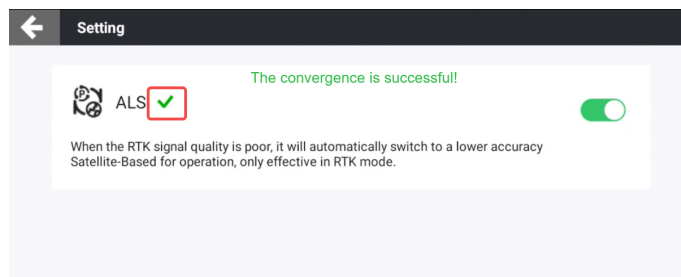 Setting
The convergence is successful!
ALS
When the RTK signal quality is poor, it will automatically switch to a lower accuracy
Satellite-Based for operation, only effective in RTK mode.